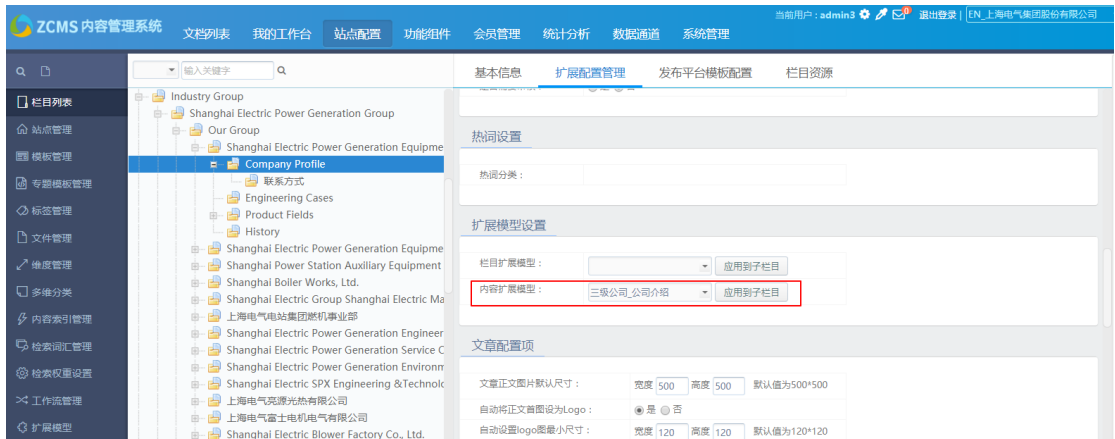 当前用户 : admin3 0 退出登录 | EN_上海电气集团股份有限公司
ZCMS 内容管理系统
文档列表 我的工作台 站点配置 功能组件 会员管理 统计分析 数据通道 系统管理
输入关键字
基本信息 扩展配置管理 发布平台模板配置 栏目资源
栏目列表
站点管理
模板管理
专题模板管理
标签管理
文件管理
维度管理
多维分类
内容索引管理
检索词汇管理
检索权重设置
工作流管理
扩展模型
Industry Group
Shanghai Electric Power Generation Group
Our Group
Shanghai Electric Power Generation Equipme
Company Profile
联系方式
Engineering Cases
Product Fields
History
Shanghai Electric Power Generation Equipme
Shanghai Power Station Auxiliary Equipment
Shanghai Boiler Works, Ltd.
Shanghai Electric Group Shanghai Electric Ma
上海电气电站集团燃机事业部
Shanghai Electric Power Generation Engineer
Shanghai Electric Power Generation Service C
Shanghai Electric Power Generation Environm
Shanghai Electric SPX Engineering &Technolo
上海电气亮源光热有限公司
上海电气富士电机电气有限公司
Shanghai Electric Blower Factory Co., Ltd.
热词设置
热词分类：
扩展模型设置
栏目扩展模型： 应用到子栏目
内容扩展模型： 三级公司_公司介绍 应用到子栏目
文章配置项
文章正文图片默认尺寸： 宽度 500 高度 500 默认值为500*500
自动将正文首图设为Logo： 是 否
自动设置logo图最小尺寸： 宽度 120 高度 120 默认值为120*120